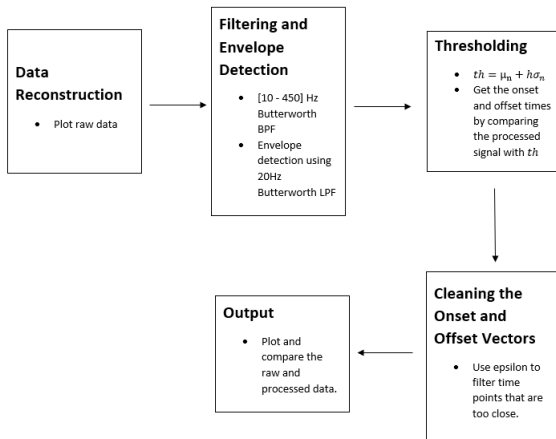 Data
Reconstruction
• Plot raw data
Filtering and
Envelope
Detection
• [10 - 450] Hz
Butterworth
BPF
• Envelope
detection using
20Hz
Butterworth LPF
Thresholding
• th = μn + hσn
• Get the onset
and offset times
by comparing
the processed
signal with th
Cleaning the
Onset and
Offset Vectors
• Use epsilon to
filter time
points that are
too close.
Output
• Plot and
compare the
raw and
processed data.